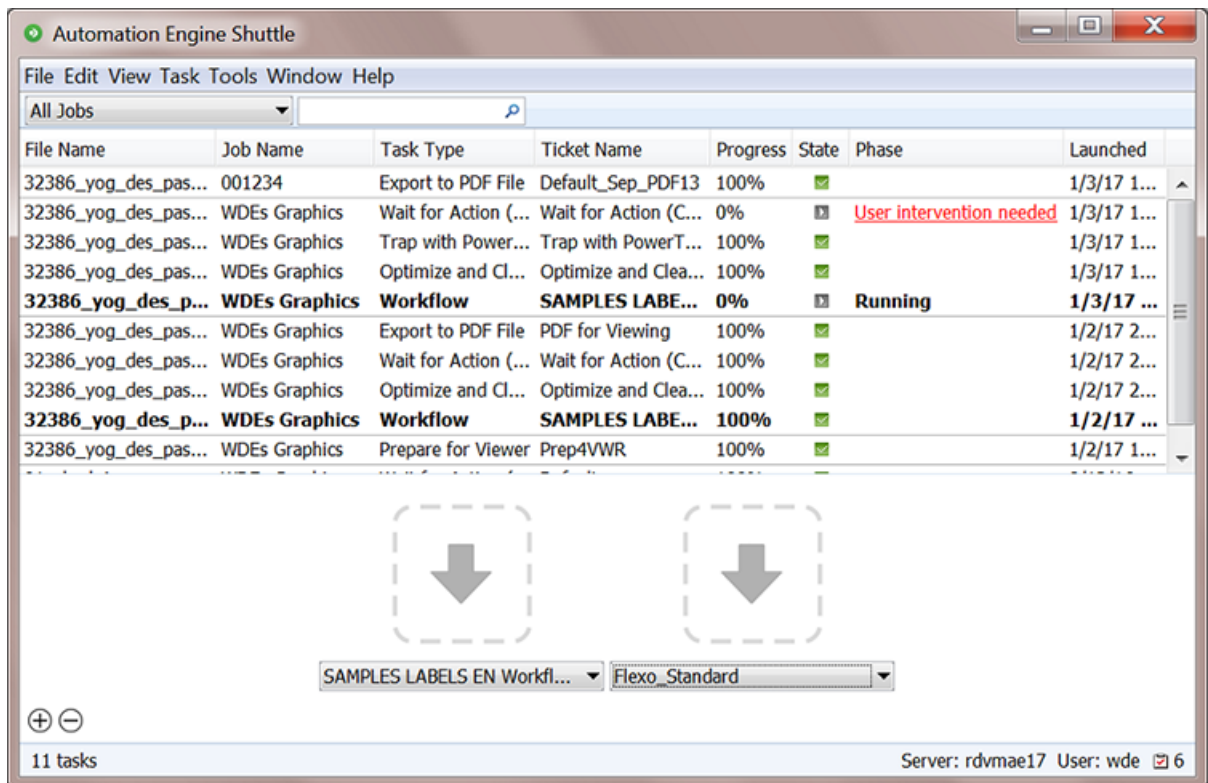 Automation Engine Shuttle
File Edit View Task Tools Window Help
All Jobs
File Name Job Name Task Type Ticket Name Progress State Phase Launched
32386_yog_des_pas... 001234 Export to PDF File Default_Sep_PDF13 100% 1/3/17 1...
32386_yog_des_pas... WDEs Graphics Wait for Action (... Wait for Action (C... 0% User intervention needed 1/3/17 1...
32386_yog_des_pas... WDEs Graphics Trap with Power... Trap with PowerT... 100% 1/3/17 1...
32386_yog_des_pas... WDEs Graphics Optimize and Cl... Optimize and Clea... 100% 1/3/17 1...
32386_yog_des_p... WDEs Graphics Workflow SAMPLES LABE... 0% Running 1/3/17 ...
32386_yog_des_pas... WDEs Graphics Export to PDF File PDF for Viewing 100% 1/2/17 2...
32386_yog_des_pas... WDEs Graphics Wait for Action (... Wait for Action (C... 100% 1/2/17 2...
32386_yog_des_pas... WDEs Graphics Optimize and Cl... Optimize and Clea... 100% 1/2/17 2...
32386_yog_des_p... WDEs Graphics Workflow SAMPLES LABE... 100% 1/2/17 ...
32386_yog_des_pas... WDEs Graphics Prepare for Viewer Prep4VWR 100% 1/2/17 1...
SAMPLES LABELS EN Workfl... Flexo_Standard
11 tasks Server: rdvmae17 User: wde 6